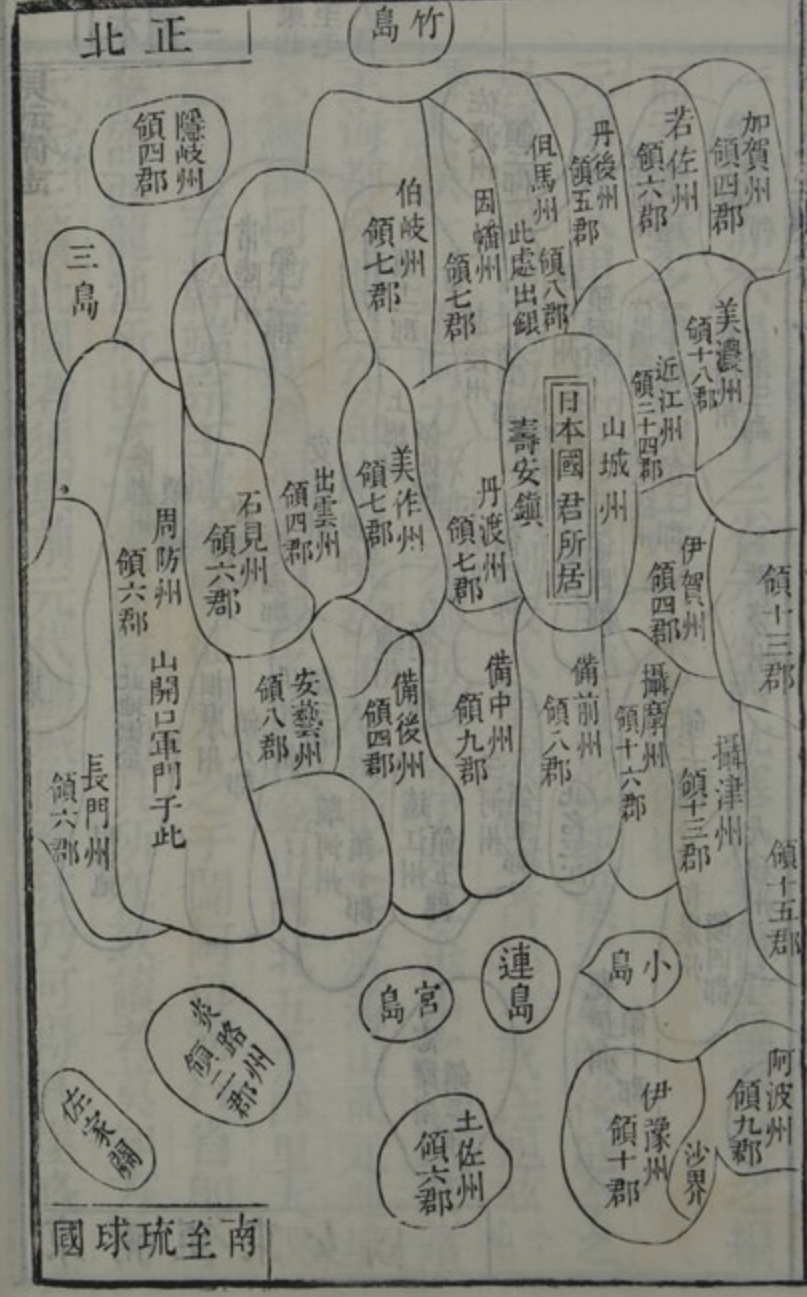 正北
竹島
加賀州
領四郡
若佐州
領六郡
丹後州
領五郡
但馬州 領八郡
此處出銀
因幡州
領七郡
伯岐州
領七郡
隱岐州
領四郡
三島
美濃州
領十八郡
近江州
領二十四郡
山城州
日本國君所居
壽安鎮
丹渡州
領七郡
美作州
領七郡
出雲州
領四郡
石見州
領六郡
周防州
領六郡
山開口軍門于此
長門州
領六郡
領十三郡
伊賀州
領四郡
攝津州
領十三郡
攝摩州
領十六郡
備前州
領八郡
備中州
領九郡
備後州
領四郡
安藝州
領八郡
領十五郡
小島
連島
宮島
炎路州
領二郡
佐家關
阿波州
領九郡
沙界
伊豫州
領十郡
土佐州
領六郡
南至琉球國